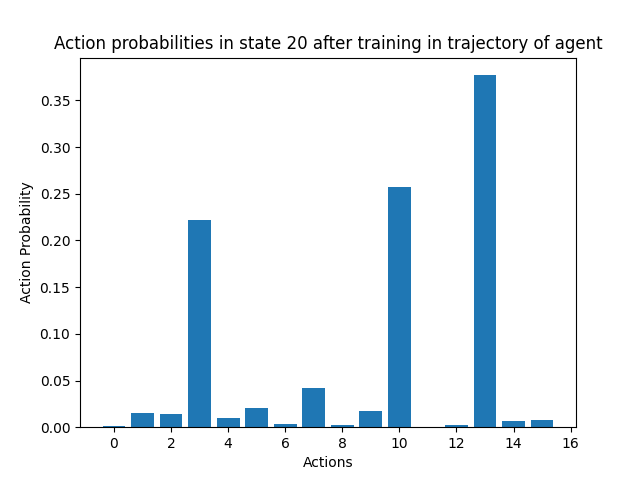 Action probabilities in state 20 after training in trajectory of agent
0.35
0.30
0.25
0.20
0.15
0.10
0.05
0.00
Action Probability
0 2 4 6 8 10 12 14 16
Actions